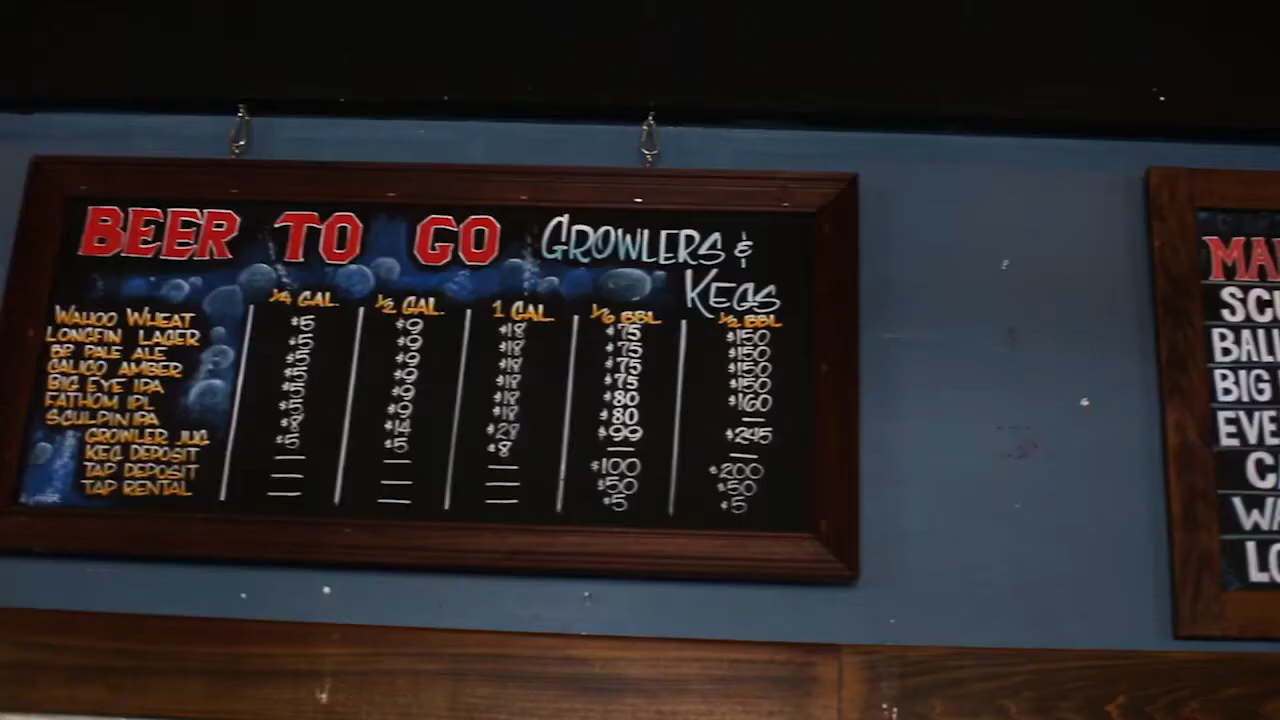 BEER TO GO GROWLERS &
KEGS
1/4 GAL. 1/2 GAL. 1 GAL. 1/6 BBL 1/2 BBL
WAHOO WHEAT $5 $9 $18 $75 $150
LONGFIN LAGER $5 $9 $18 $75 $150
BP PALE ALE $5 $9 $18 $75 $150
CALICO AMBER $5 $9 $18 $75 $150
BIG EYE IPA $5 $9 $18 $80 $160
FATHOM IPL $5 $9 $18 $80 —
SCULPIN IPA $8 $14 $28 $99 $245
GROWLER JUG $5 $5 $8 — —
KEG DEPOSIT — — — $100 $200
TAP DEPOSIT — — — $50 $50
TAP RENTAL — — — $5 $5
MA
SC
BAL
BIG
EVE
CA
WA
LO